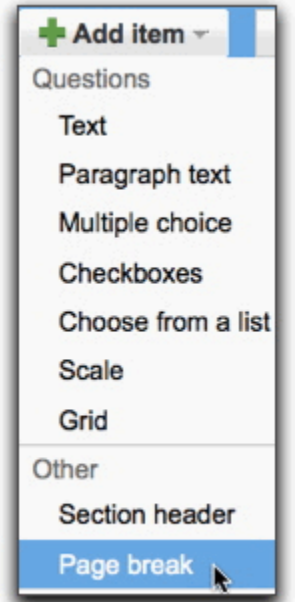 Add item
Questions
Text
Paragraph text
Multiple choice
Checkboxes
Choose from a list
Scale
Grid
Other
Section header
Page break